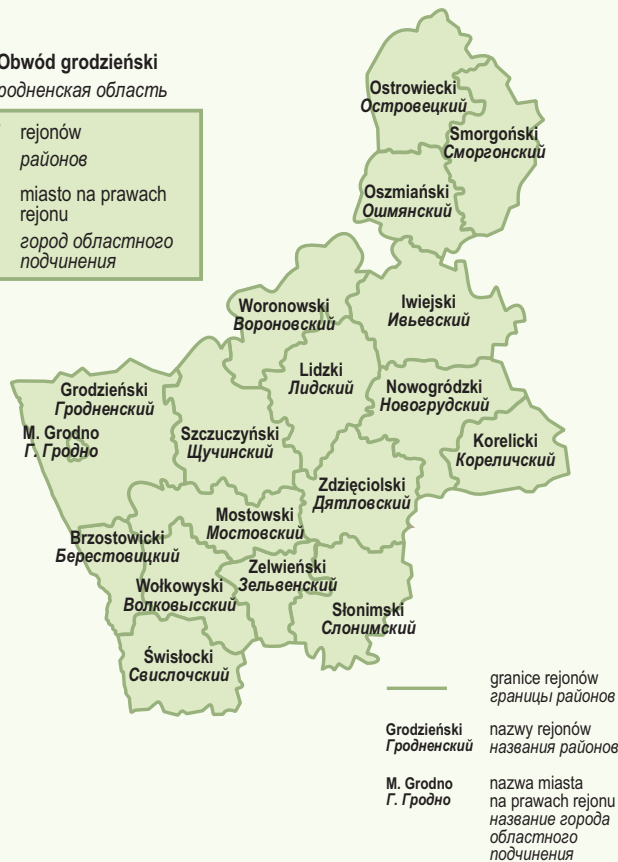 Obwód grodzieński
родненская область
rejonów
районов
miasto na prawach
rejonu
город областного
подчинения
Ostrowiecki
Островецкий
Smorgoński
Сморгонский
Oszmiański
Ошмянский
Woronowski
Вороновский
Iwiejski
Ивьевский
Lidzki
Лидский
Grodzieński
Гродненский
Nowogródzki
Новогрудский
M. Grodno
Г. Гродно
Szczuczyński
Щучинский
Korelicki
Кореличский
Zdzięciolski
Дятловский
Mostowski
Мостовский
Brzostowicki
Берестовицкий
Zelwieński
Зельвенский
Wołkowyski
Волковысский
Słonimski
Слонимский
Świsłocki
Свислочский
granice rejonów
границы районов
Grodzieński nazwy rejonów
Гродненский названия районов
M. Grodno nazwa miasta
Г. Гродно na prawach rejonu
название города
областного
подчинения